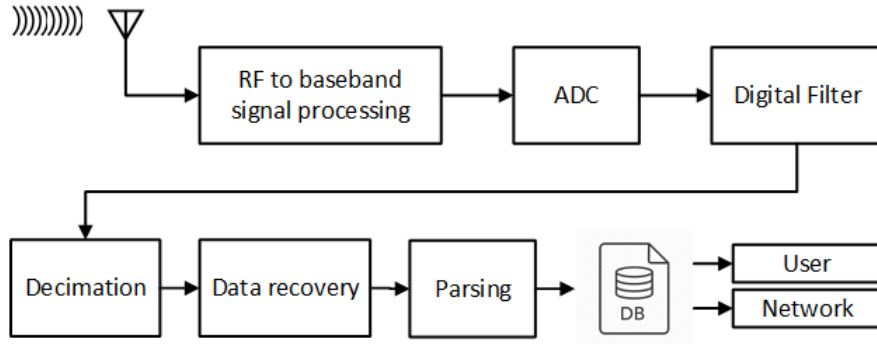 RF to baseband
signal processing
ADC
Digital Filter
Decimation
Data recovery
Parsing
DB
User
Network